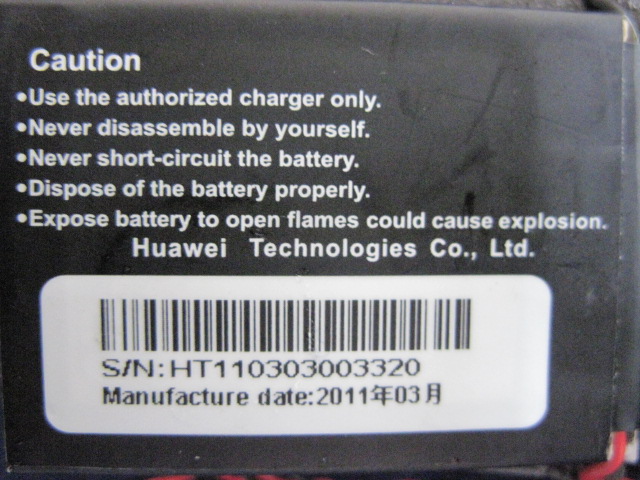 Caution
•Use the authorized charger only.
•Never disassemble by yourself.
•Never short-circuit the battery.
•Dispose of the battery properly.
•Expose battery to open flames could cause explosion.
Huawei Technologies Co., Ltd.
S/N:HT110303003320
Manufacture date:2011年03月